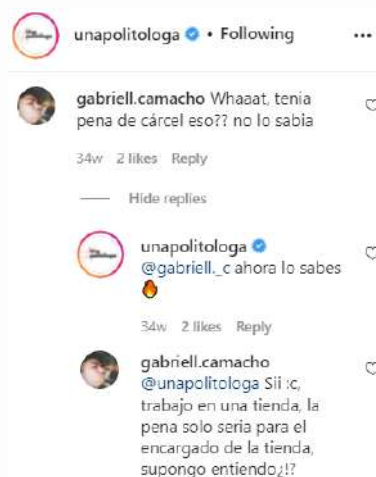 unapolitologa • Following
gabriell.camacho Whaaat, tenia
pena de cárcel eso?? no lo sabia
34w 2 likes Reply
Hide replies
unapolitologa
@gabriell._c ahora lo sabes
🔥
34w 2 likes Reply
gabriell.camacho
@unapolitologa Sii :c,
trabajo en una tienda, la
pena solo seria para el
encargado de la tienda,
supongo entiendo¿!?